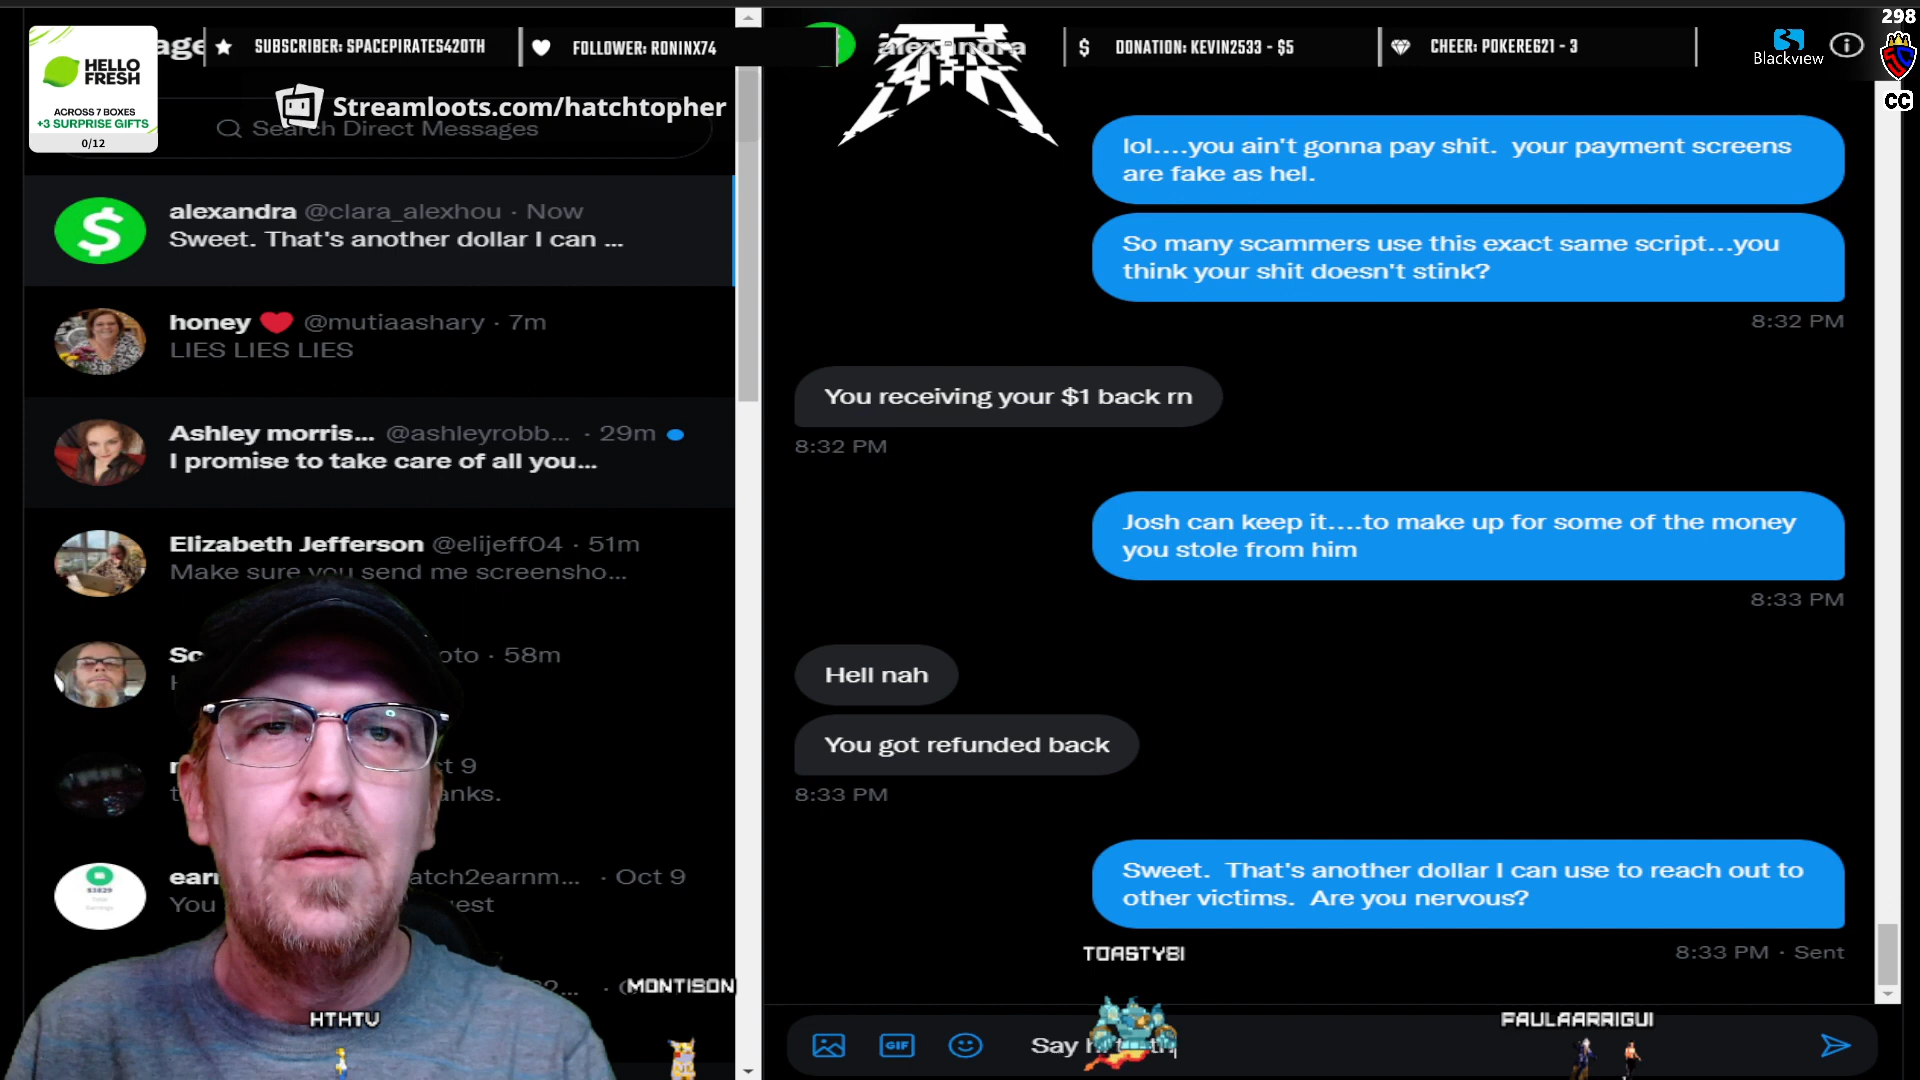 298
HELLO
FRESH
ACROSS 7 BOXES
+3 SURPRISE GIFTS
0/12
SUBSCRIBER: SPACEPIRATES420TH
FOLLOWER: RONINX74
alexandra
DONATION: KEVIN2533 - $5
CHEER: POKERE621 - 3
Blackview
CC
Streamloots.com/hatchtopher
Search Direct Messages
alexandra @clara_alexhou · Now
Sweet. That's another dollar I can ...
honey @mutiaashary · 7m
LIES LIES LIES
Ashley morris... @ashleyrobb... · 29m
I promise to take care of all you...
Elizabeth Jefferson @elijeff04 · 51m
Make sure you send me screensho...
58m
Oct 9
lol....you ain't gonna pay shit. your payment screens
are fake as hel.
So many scammers use this exact same script...you
think your shit doesn't stink?
8:32 PM
You receiving your $1 back rn
8:32 PM
Josh can keep it....to make up for some of the money
you stole from him
8:33 PM
Hell nah
You got refunded back
8:33 PM
Sweet. That's another dollar I can use to reach out to
other victims. Are you nervous?
8:33 PM · Sent
TOASTYBI
MONTISON
HTHTV
PAULAARRIGUI
GIF
Say